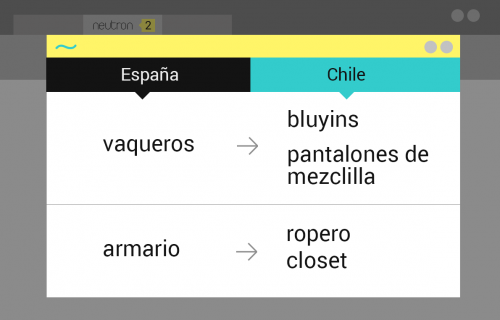 neutron 2
España Chile
vaqueros
bluyins
pantalones de
mezclilla
armario
ropero
closet